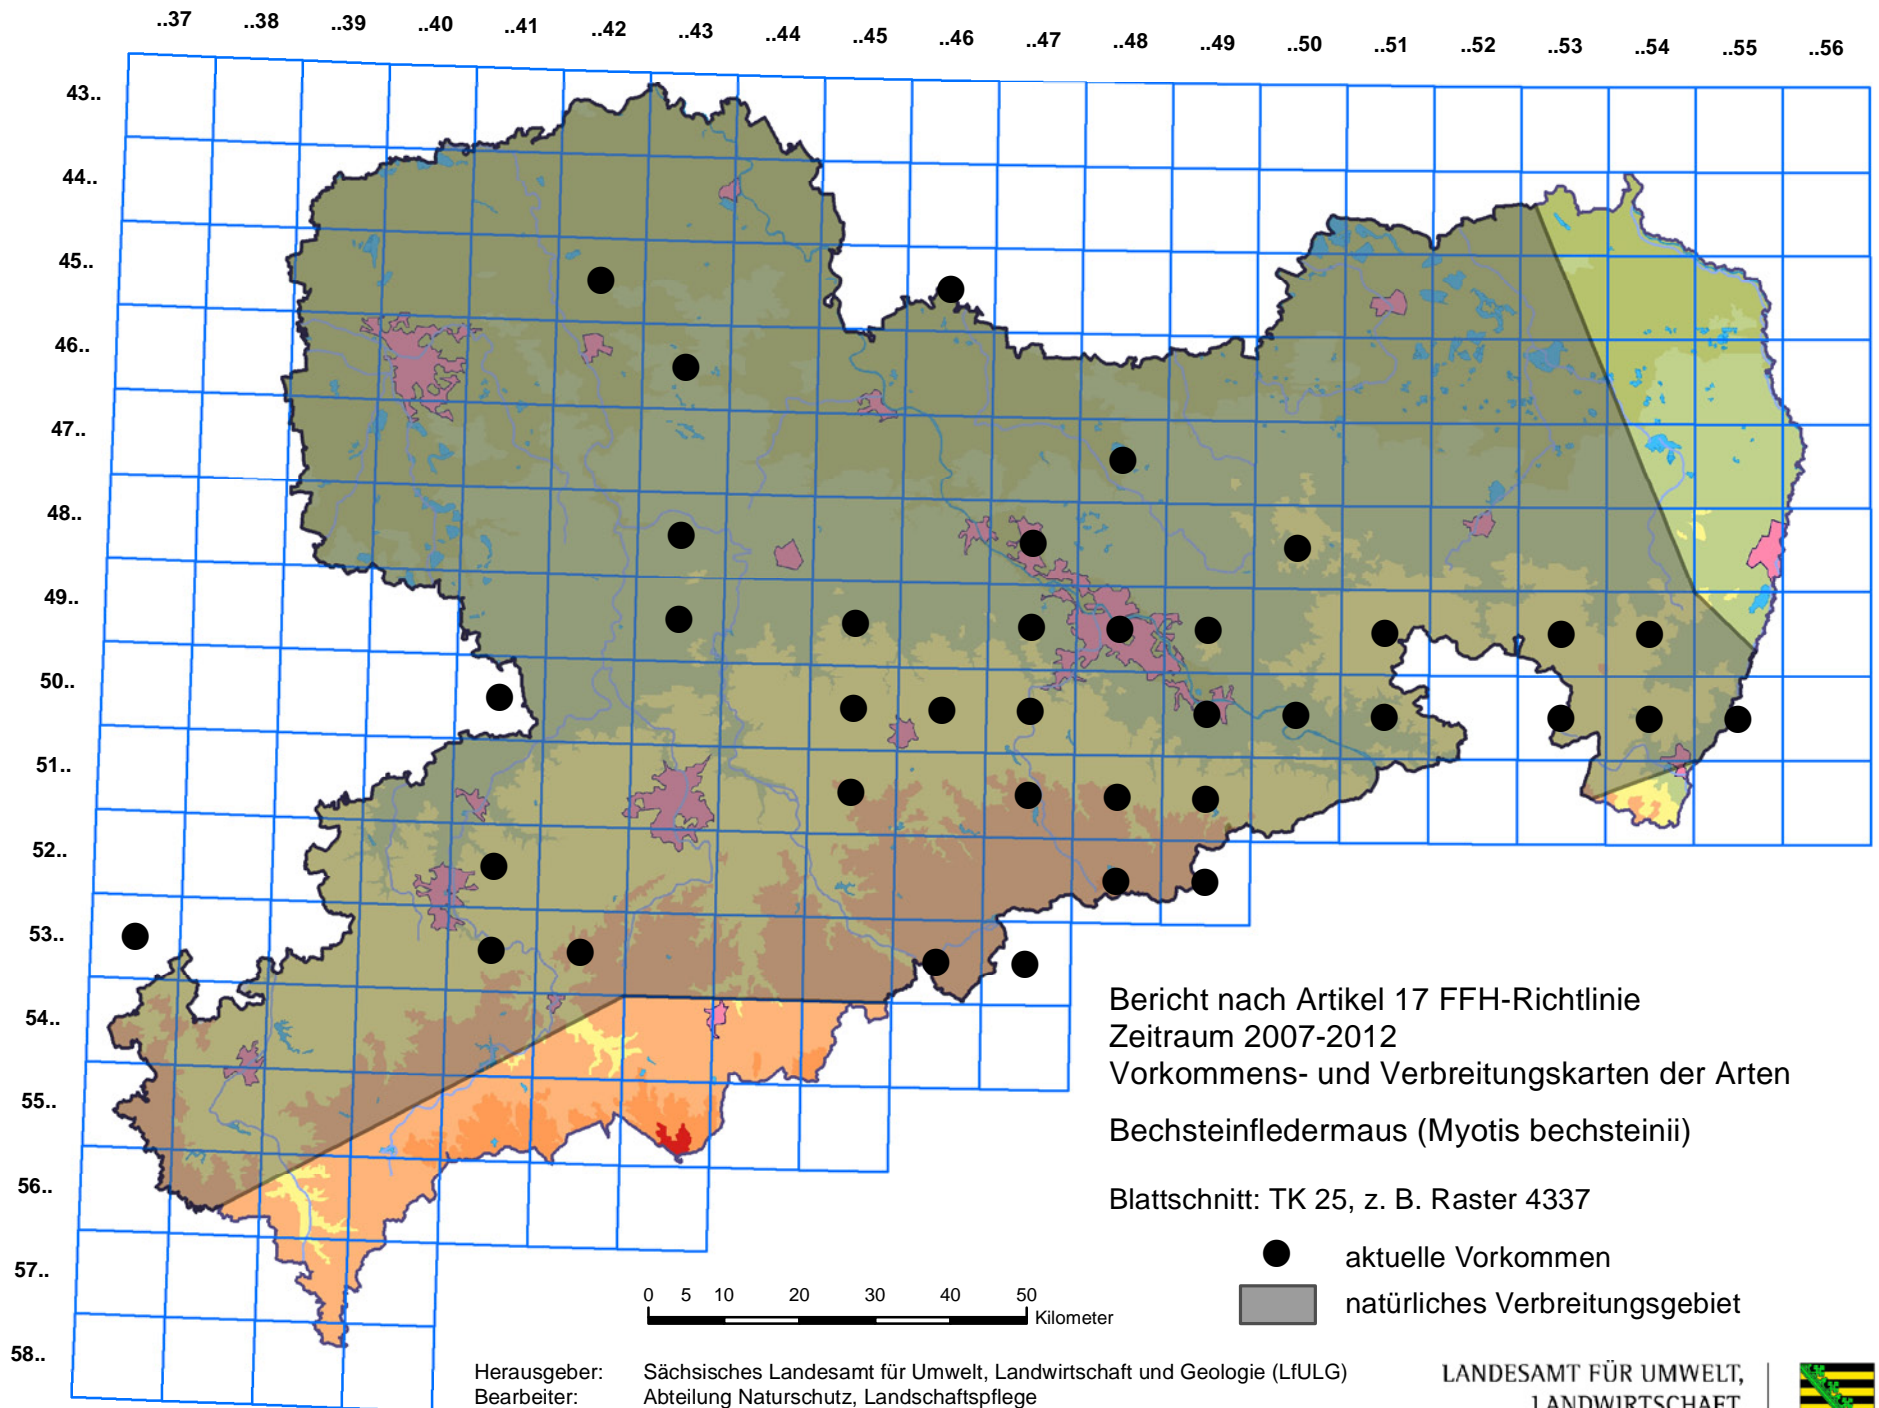 ..37 ..38 ..39 ..40 ..41 ..42 ..43 ..44 ..45 ..46 ..47 ..48 ..49 ..50 ..51 ..52 ..53 ..54 ..55 ..56
43..
44..
45..
46..
47..
48..
49..
50..
51..
52..
53..
54..
55..
56..
57..
58..
Bericht nach Artikel 17 FFH-Richtlinie
Zeitraum 2007-2012
Vorkommens- und Verbreitungskarten der Arten
Bechsteinfledermaus (Myotis bechsteinii)
Blattschnitt: TK 25, z. B. Raster 4337
aktuelle Vorkommen
natürliches Verbreitungsgebiet
0 5 10 20 30 40 50
Kilometer
Herausgeber: Sächsisches Landesamt für Umwelt, Landwirtschaft und Geologie (LfULG)
Bearbeiter: Abteilung Naturschutz, Landschaftspflege
LANDESAMT FÜR UMWELT,
LANDWIRTSCHAFT